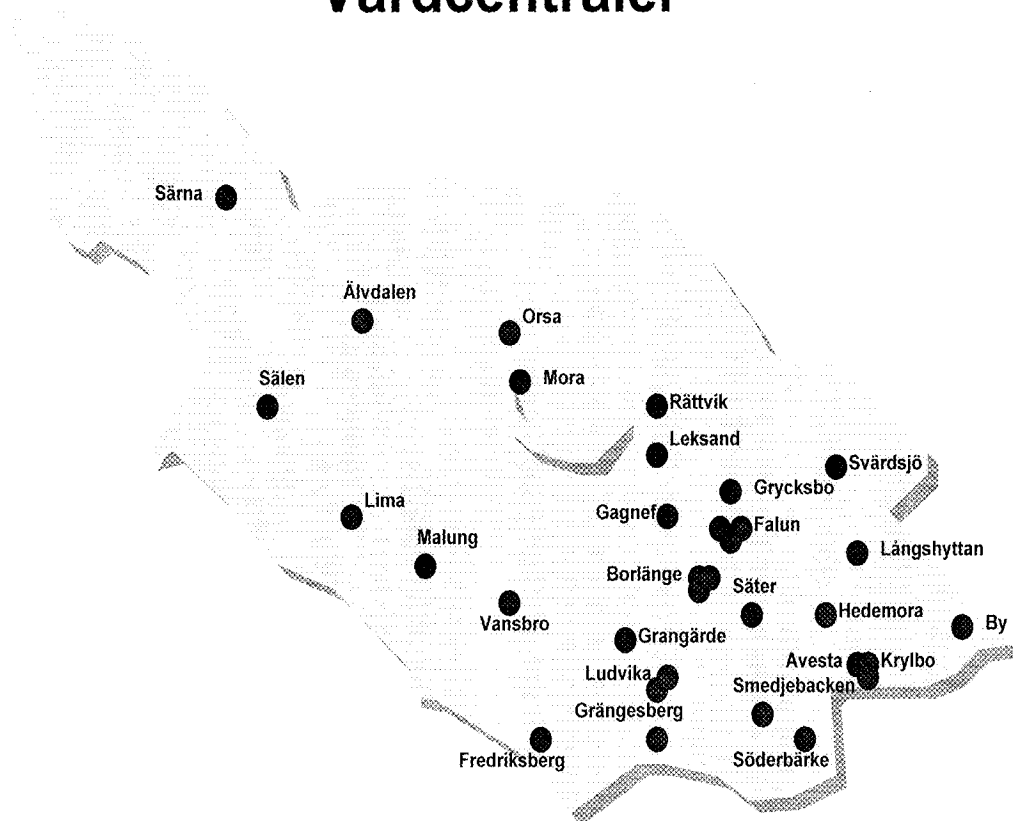 Vårdcentraler
Särna
Älvdalen
Orsa
Sälen
Mora
Rättvik
Leksand
Svärdsjö
Grycksbo
Lima
Gagnef
Falun
Malung
Långshyttan
Borlänge
Säter
Vansbro
Hedemora
By
Grangärde
Avesta
Krylbo
Ludvika
Smedjebacken
Grängesberg
Fredriksberg
Söderbärke